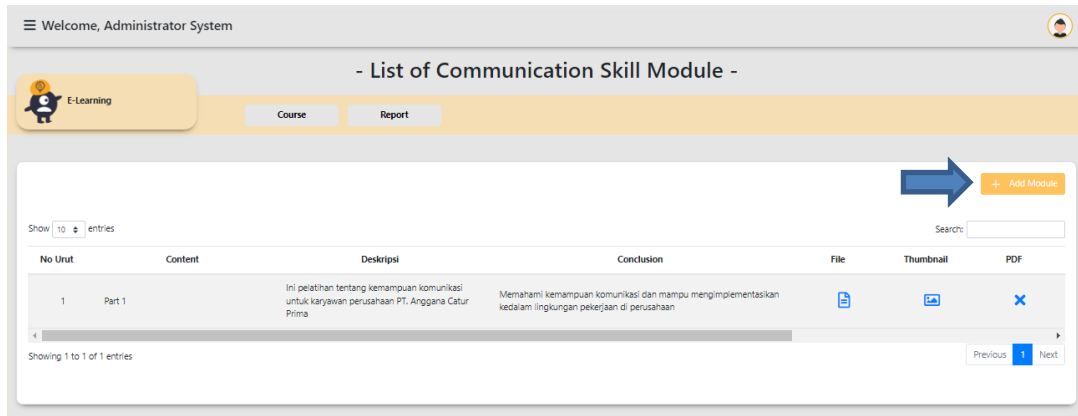 Welcome, Administrator System
- List of Communication Skill Module -
E-Learning
Course Report
+ Add Module
Show 10 entries Search:
No Urut Content Deskripsi Conclusion File Thumbnail PDF
1 Part 1
Ini pelatihan tentang kemampuan komunikasi
untuk karyawan perusahaan PT. Anggana Catur
Prima
Memahami kemampuan komunikasi dan mampu mengimplementasikan
kedalam lingkungan pekerjaan di perusahaan
Showing 1 to 1 of 1 entries
Previous 1 Next